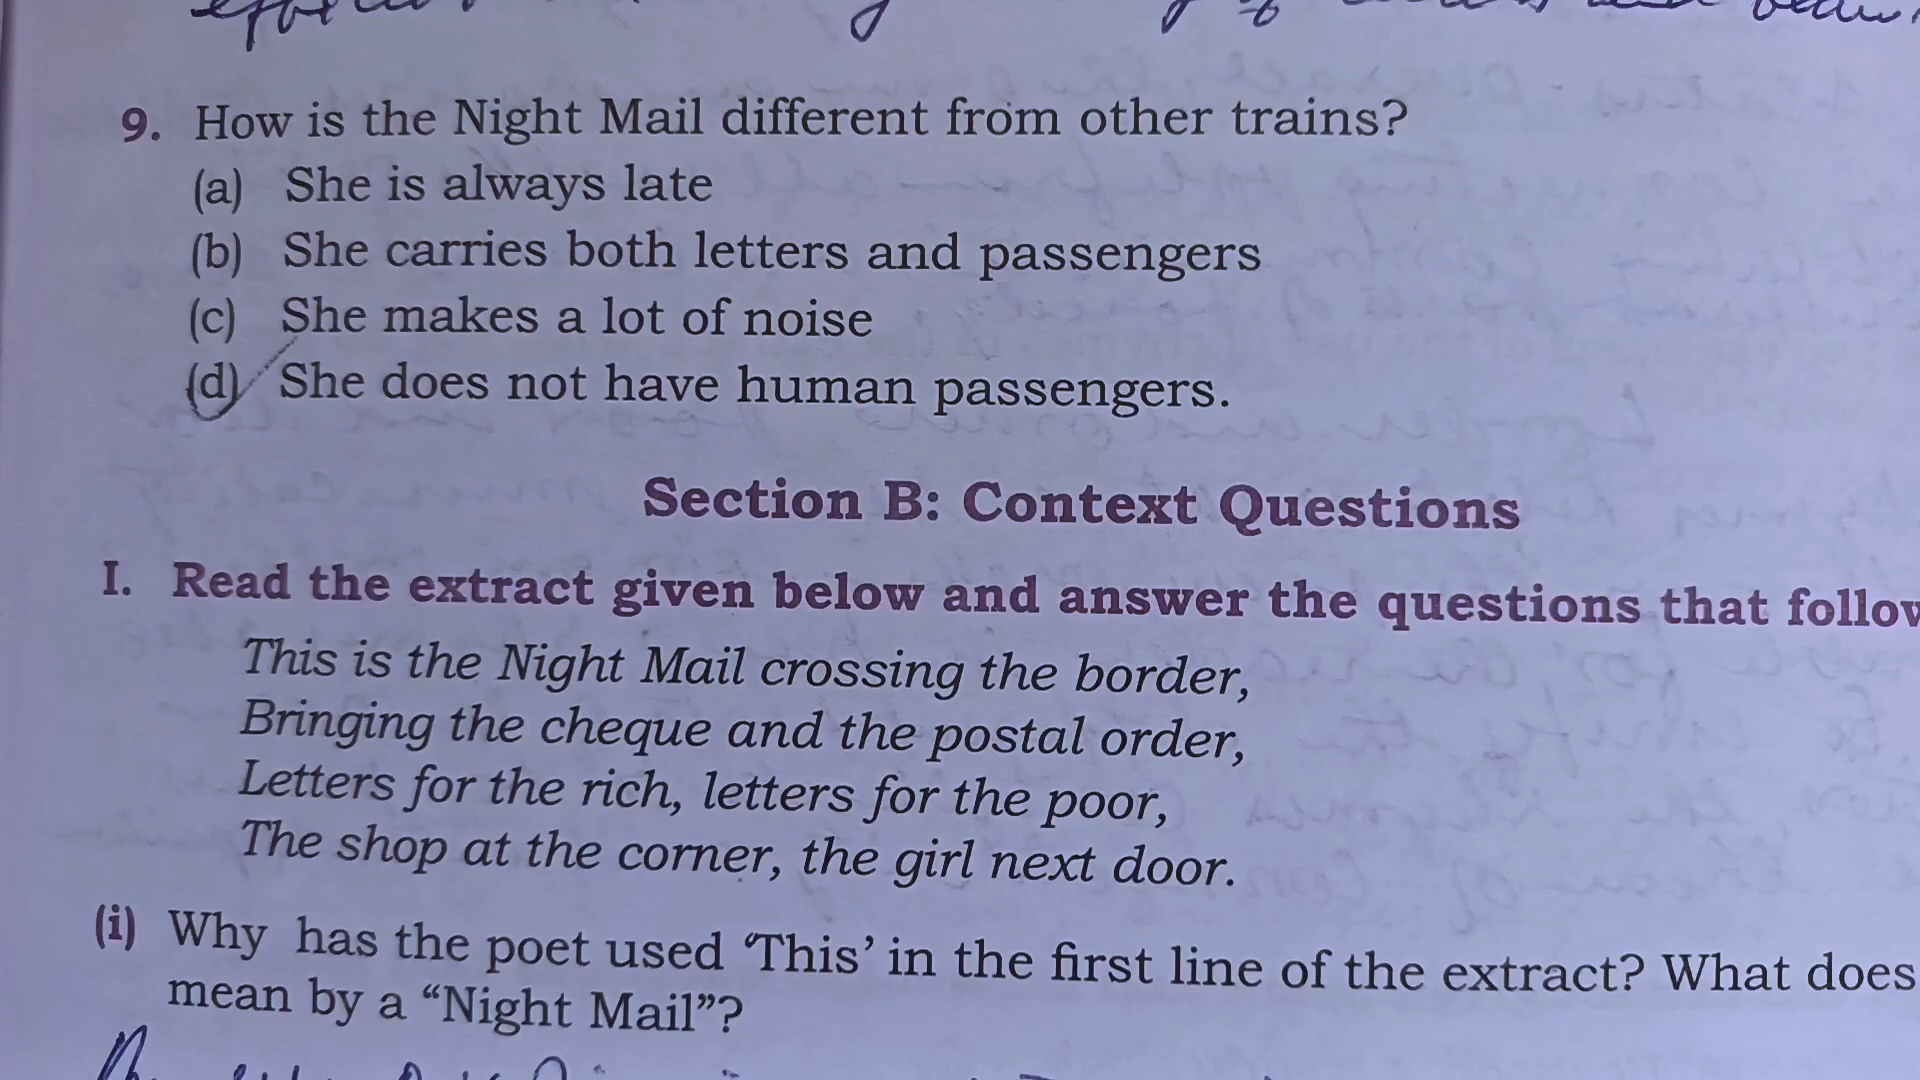 9. How is the Night Mail different from other trains?
(a) She is always late
(b) She carries both letters and passengers
(c) She makes a lot of noise
(d) She does not have human passengers.
Section B: Context Questions
I. Read the extract given below and answer the questions that follow
This is the Night Mail crossing the border,
Bringing the cheque and the postal order,
Letters for the rich, letters for the poor,
The shop at the corner, the girl next door.
(i) Why has the poet used ‘This’ in the first line of the extract? What does
mean by a “Night Mail”?